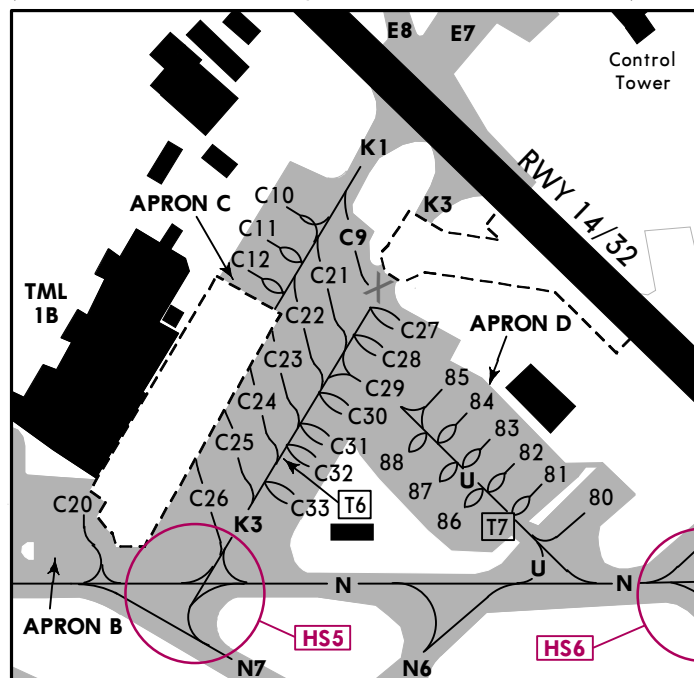 E8
E7
Control
Tower
K1
RWY 14/32
APRON C
C10
C11
C12
C9
K3
C21
TML
1B
C22
C27
APRON D
C23
C28
C29
85
C24
C30
84
C25
C31
83
88
82
C32
87
U
81
C26
C33
T6
86
T7
80
C20
K3
U
N
N
APRON B
HS5
HS6
N7
N6